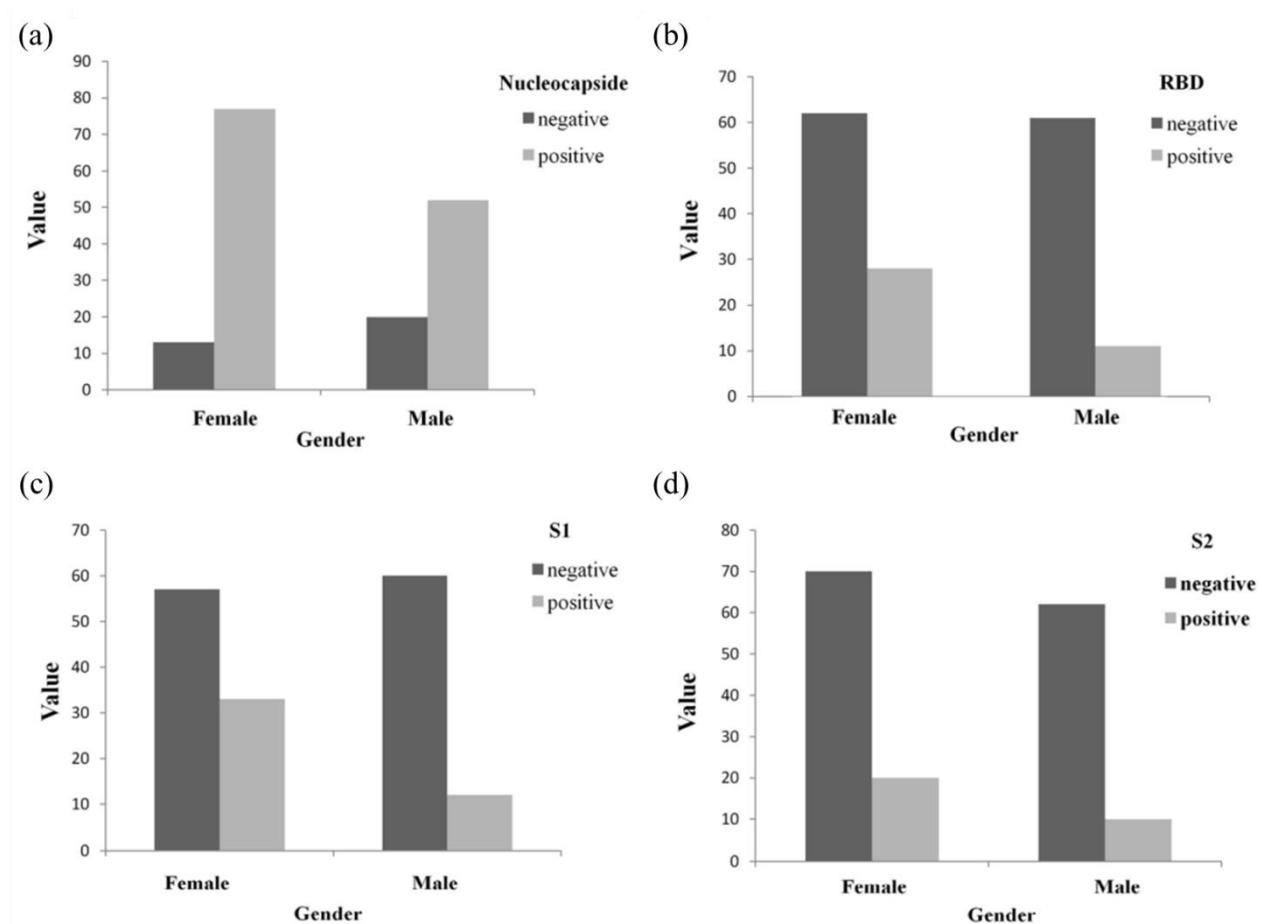 (a)
90
80
70
60
50
40
30
20
10
0
Value
Nucleocapside
negative
positive
Female Male
Gender
(b)
70
60
50
40
30
20
10
0
Value
RBD
negative
positive
Female Male
Gender
(c)
70
60
50
40
30
20
10
0
Value
S1
negative
positive
Female Male
Gender
(d)
80
70
60
50
40
30
20
10
0
Value
S2
negative
positive
Female Male
Gender